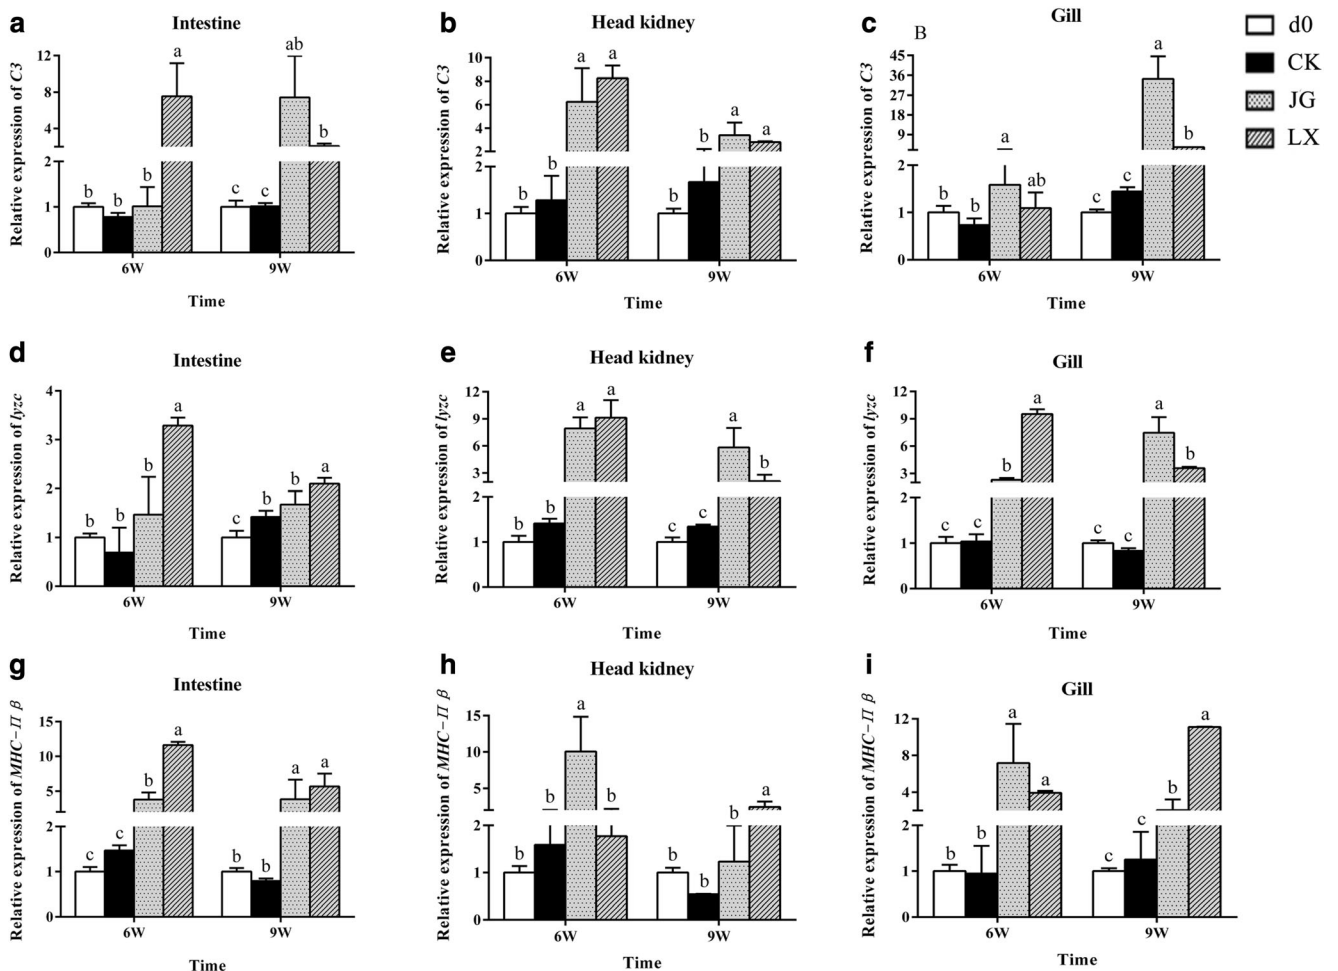 a
Intestine
Relative expression of C3
12
8
4
2
1
0
b
b
b
a
c
c
ab
b
6W
9W
Time
b
Head kidney
Relative expression of C3
10
8
6
4
2
2
1
0
b
b
a
a
b
b
a
a
6W
9W
Time
c
Gill
B
Relative expression of C3
45
36
27
18
9
2
1
0
b
b
a
ab
c
c
a
b
6W
9W
Time
d0
CK
JG
LX
d
Intestine
Relative expression of lyzc
4
3
2
1
0
b
b
b
a
c
b
b
a
6W
9W
Time
e
Head kidney
Relative expression of lyzc
12
9
6
3
2
1
0
b
b
a
a
c
c
a
b
6W
9W
Time
f
Gill
Relative expression of lyzc
12
9
6
3
2
1
0
c
c
b
a
c
c
a
b
6W
9W
Time
g
Intestine
Relative expression of MHC-Π β
15
10
5
2
1
0
c
c
b
a
b
b
a
a
6W
9W
Time
h
Head kidney
Relative expression of MHC-Π β
15
10
5
2
1
0
b
b
a
b
b
b
b
a
6W
9W
Time
i
Gill
Relative expression of MHC-Π β
12
8
4
2
1
0
b
b
a
a
c
c
b
a
6W
9W
Time